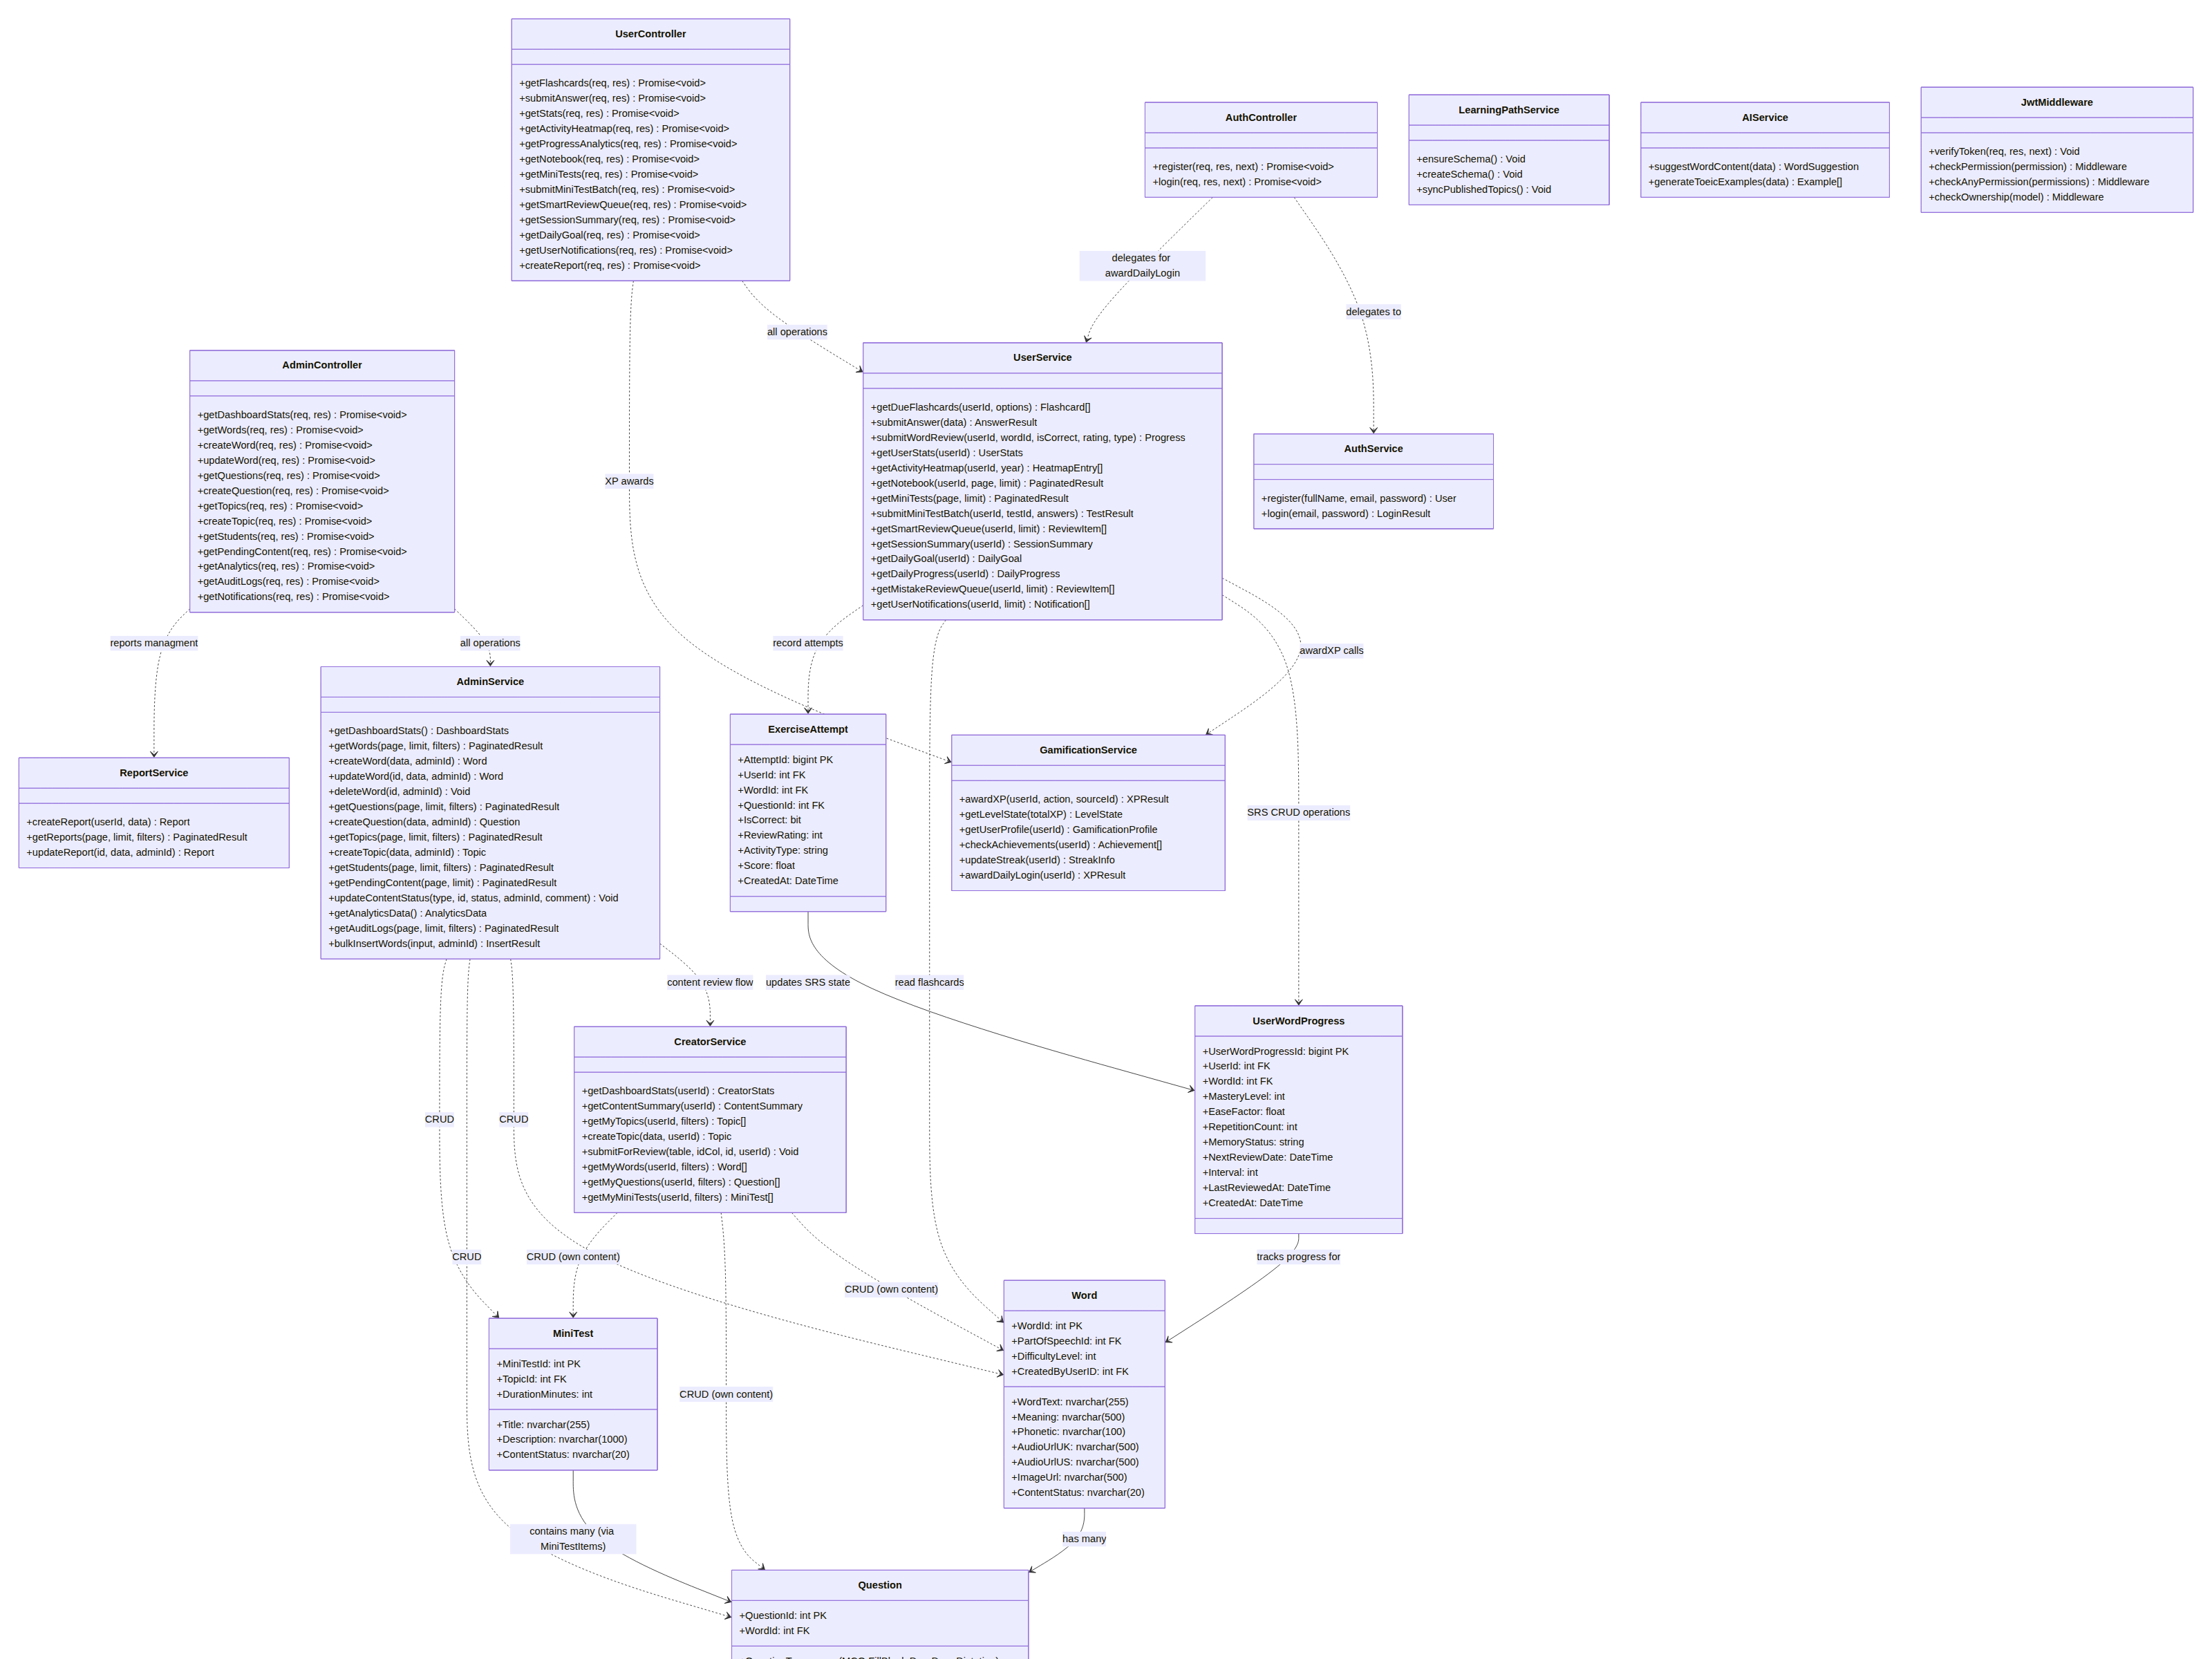 UserController
+getFlashcards(req, res) : Promise<void>
+submitAnswer(req, res) : Promise<void>
+getStats(req, res) : Promise<void>
+getActivityHeatmap(req, res) : Promise<void>
+getProgressAnalytics(req, res) : Promise<void>
+getNotebook(req, res) : Promise<void>
+getMiniTests(req, res) : Promise<void>
+submitMiniTestBatch(req, res) : Promise<void>
+getSmartReviewQueue(req, res) : Promise<void>
+getSessionSummary(req, res) : Promise<void>
+getDailyGoal(req, res) : Promise<void>
+getUserNotifications(req, res) : Promise<void>
+createReport(req, res) : Promise<void>
AuthController
+register(req, res, next) : Promise<void>
+login(req, res, next) : Promise<void>
LearningPathService
+ensureSchema() : Void
+createSchema() : Void
+syncPublishedTopics() : Void
AIService
+suggestWordContent(data) : WordSuggestion
+generateToeicExamples(data) : Example[]
JwtMiddleware
+verifyToken(req, res, next) : Void
+checkPermission(permission) : Middleware
+checkAnyPermission(permissions) : Middleware
+checkOwnership(model) : Middleware
delegates for
awardDailyLogin
delegates to
all operations
XP awards
AdminController
+getDashboardStats(req, res) : Promise<void>
+getWords(req, res) : Promise<void>
+createWord(req, res) : Promise<void>
+updateWord(req, res) : Promise<void>
+getQuestions(req, res) : Promise<void>
+createQuestion(req, res) : Promise<void>
+getTopics(req, res) : Promise<void>
+createTopic(req, res) : Promise<void>
+getStudents(req, res) : Promise<void>
+getPendingContent(req, res) : Promise<void>
+getAnalytics(req, res) : Promise<void>
+getAuditLogs(req, res) : Promise<void>
+getNotifications(req, res) : Promise<void>
UserService
+getDueFlashcards(userId, options) : Flashcard[]
+submitAnswer(data) : AnswerResult
+submitWordReview(userId, wordId, isCorrect, rating, type) : Progress
+getUserStats(userId) : UserStats
+getActivityHeatmap(userId, year) : HeatmapEntry[]
+getNotebook(userId, page, limit) : PaginatedResult
+getMiniTests(page, limit) : PaginatedResult
+submitMiniTestBatch(userId, testId, answers) : TestResult
+getSmartReviewQueue(userId, limit) : ReviewItem[]
+getSessionSummary(userId) : SessionSummary
+getDailyGoal(userId) : DailyGoal
+getDailyProgress(userId) : DailyProgress
+getMistakeReviewQueue(userId, limit) : ReviewItem[]
+getUserNotifications(userId, limit) : Notification[]
AuthService
+register(fullName, email, password) : User
+login(email, password) : LoginResult
reports managment
all operations
record attempts
awardXP calls
ReportService
+createReport(userId, data) : Report
+getReports(page, limit, filters) : PaginatedResult
+updateReport(id, data, adminId) : Report
AdminService
+getDashboardStats() : DashboardStats
+getWords(page, limit, filters) : PaginatedResult
+createWord(data, adminId) : Word
+updateWord(id, data, adminId) : Word
+deleteWord(id, adminId) : Void
+getQuestions(page, limit, filters) : PaginatedResult
+createQuestion(data, adminId) : Question
+getTopics(page, limit, filters) : PaginatedResult
+createTopic(data, adminId) : Topic
+getStudents(page, limit, filters) : PaginatedResult
+getPendingContent(page, limit) : PaginatedResult
+updateContentStatus(type, id, status, adminId, comment) : Void
+getAnalyticsData() : AnalyticsData
+getAuditLogs(page, limit, filters) : PaginatedResult
+bulkInsertWords(input, adminId) : InsertResult
ExerciseAttempt
+AttemptId: bigint PK
+UserId: int FK
+WordId: int FK
+QuestionId: int FK
+IsCorrect: bit
+ReviewRating: int
+ActivityType: string
+Score: float
+CreatedAt: DateTime
GamificationService
+awardXP(userId, action, sourceId) : XPResult
+getLevelState(totalXP) : LevelState
+getUserProfile(userId) : GamificationProfile
+checkAchievements(userId) : Achievement[]
+updateStreak(userId) : StreakInfo
+awardDailyLogin(userId) : XPResult
SRS CRUD operations
content review flow
updates SRS state
read flashcards
CreatorService
+getDashboardStats(userId) : CreatorStats
+getContentSummary(userId) : ContentSummary
+getMyTopics(userId, filters) : Topic[]
+createTopic(data, userId) : Topic
+submitForReview(table, idCol, id, userId) : Void
+getMyWords(userId, filters) : Word[]
+getMyQuestions(userId, filters) : Question[]
+getMyMiniTests(userId, filters) : MiniTest[]
UserWordProgress
+UserWordProgressId: bigint PK
+UserId: int FK
+WordId: int FK
+MasteryLevel: int
+EaseFactor: float
+RepetitionCount: int
+MemoryStatus: string
+NextReviewDate: DateTime
+Interval: int
+LastReviewedAt: DateTime
+CreatedAt: DateTime
CRUD
CRUD
CRUD
CRUD (own content)
CRUD (own content)
tracks progress for
MiniTest
+MiniTestId: int PK
+TopicId: int FK
+DurationMinutes: int
+Title: nvarchar(255)
+Description: nvarchar(1000)
+ContentStatus: nvarchar(20)
CRUD (own content)
Word
+WordId: int PK
+PartOfSpeechId: int FK
+DifficultyLevel: int
+CreatedByUserID: int FK
+WordText: nvarchar(255)
+Meaning: nvarchar(500)
+Phonetic: nvarchar(100)
+AudioUrlUK: nvarchar(500)
+AudioUrlUS: nvarchar(500)
+ImageUrl: nvarchar(500)
+ContentStatus: nvarchar(20)
contains many (via
MiniTestItems)
has many
Question
+QuestionId: int PK
+WordId: int FK